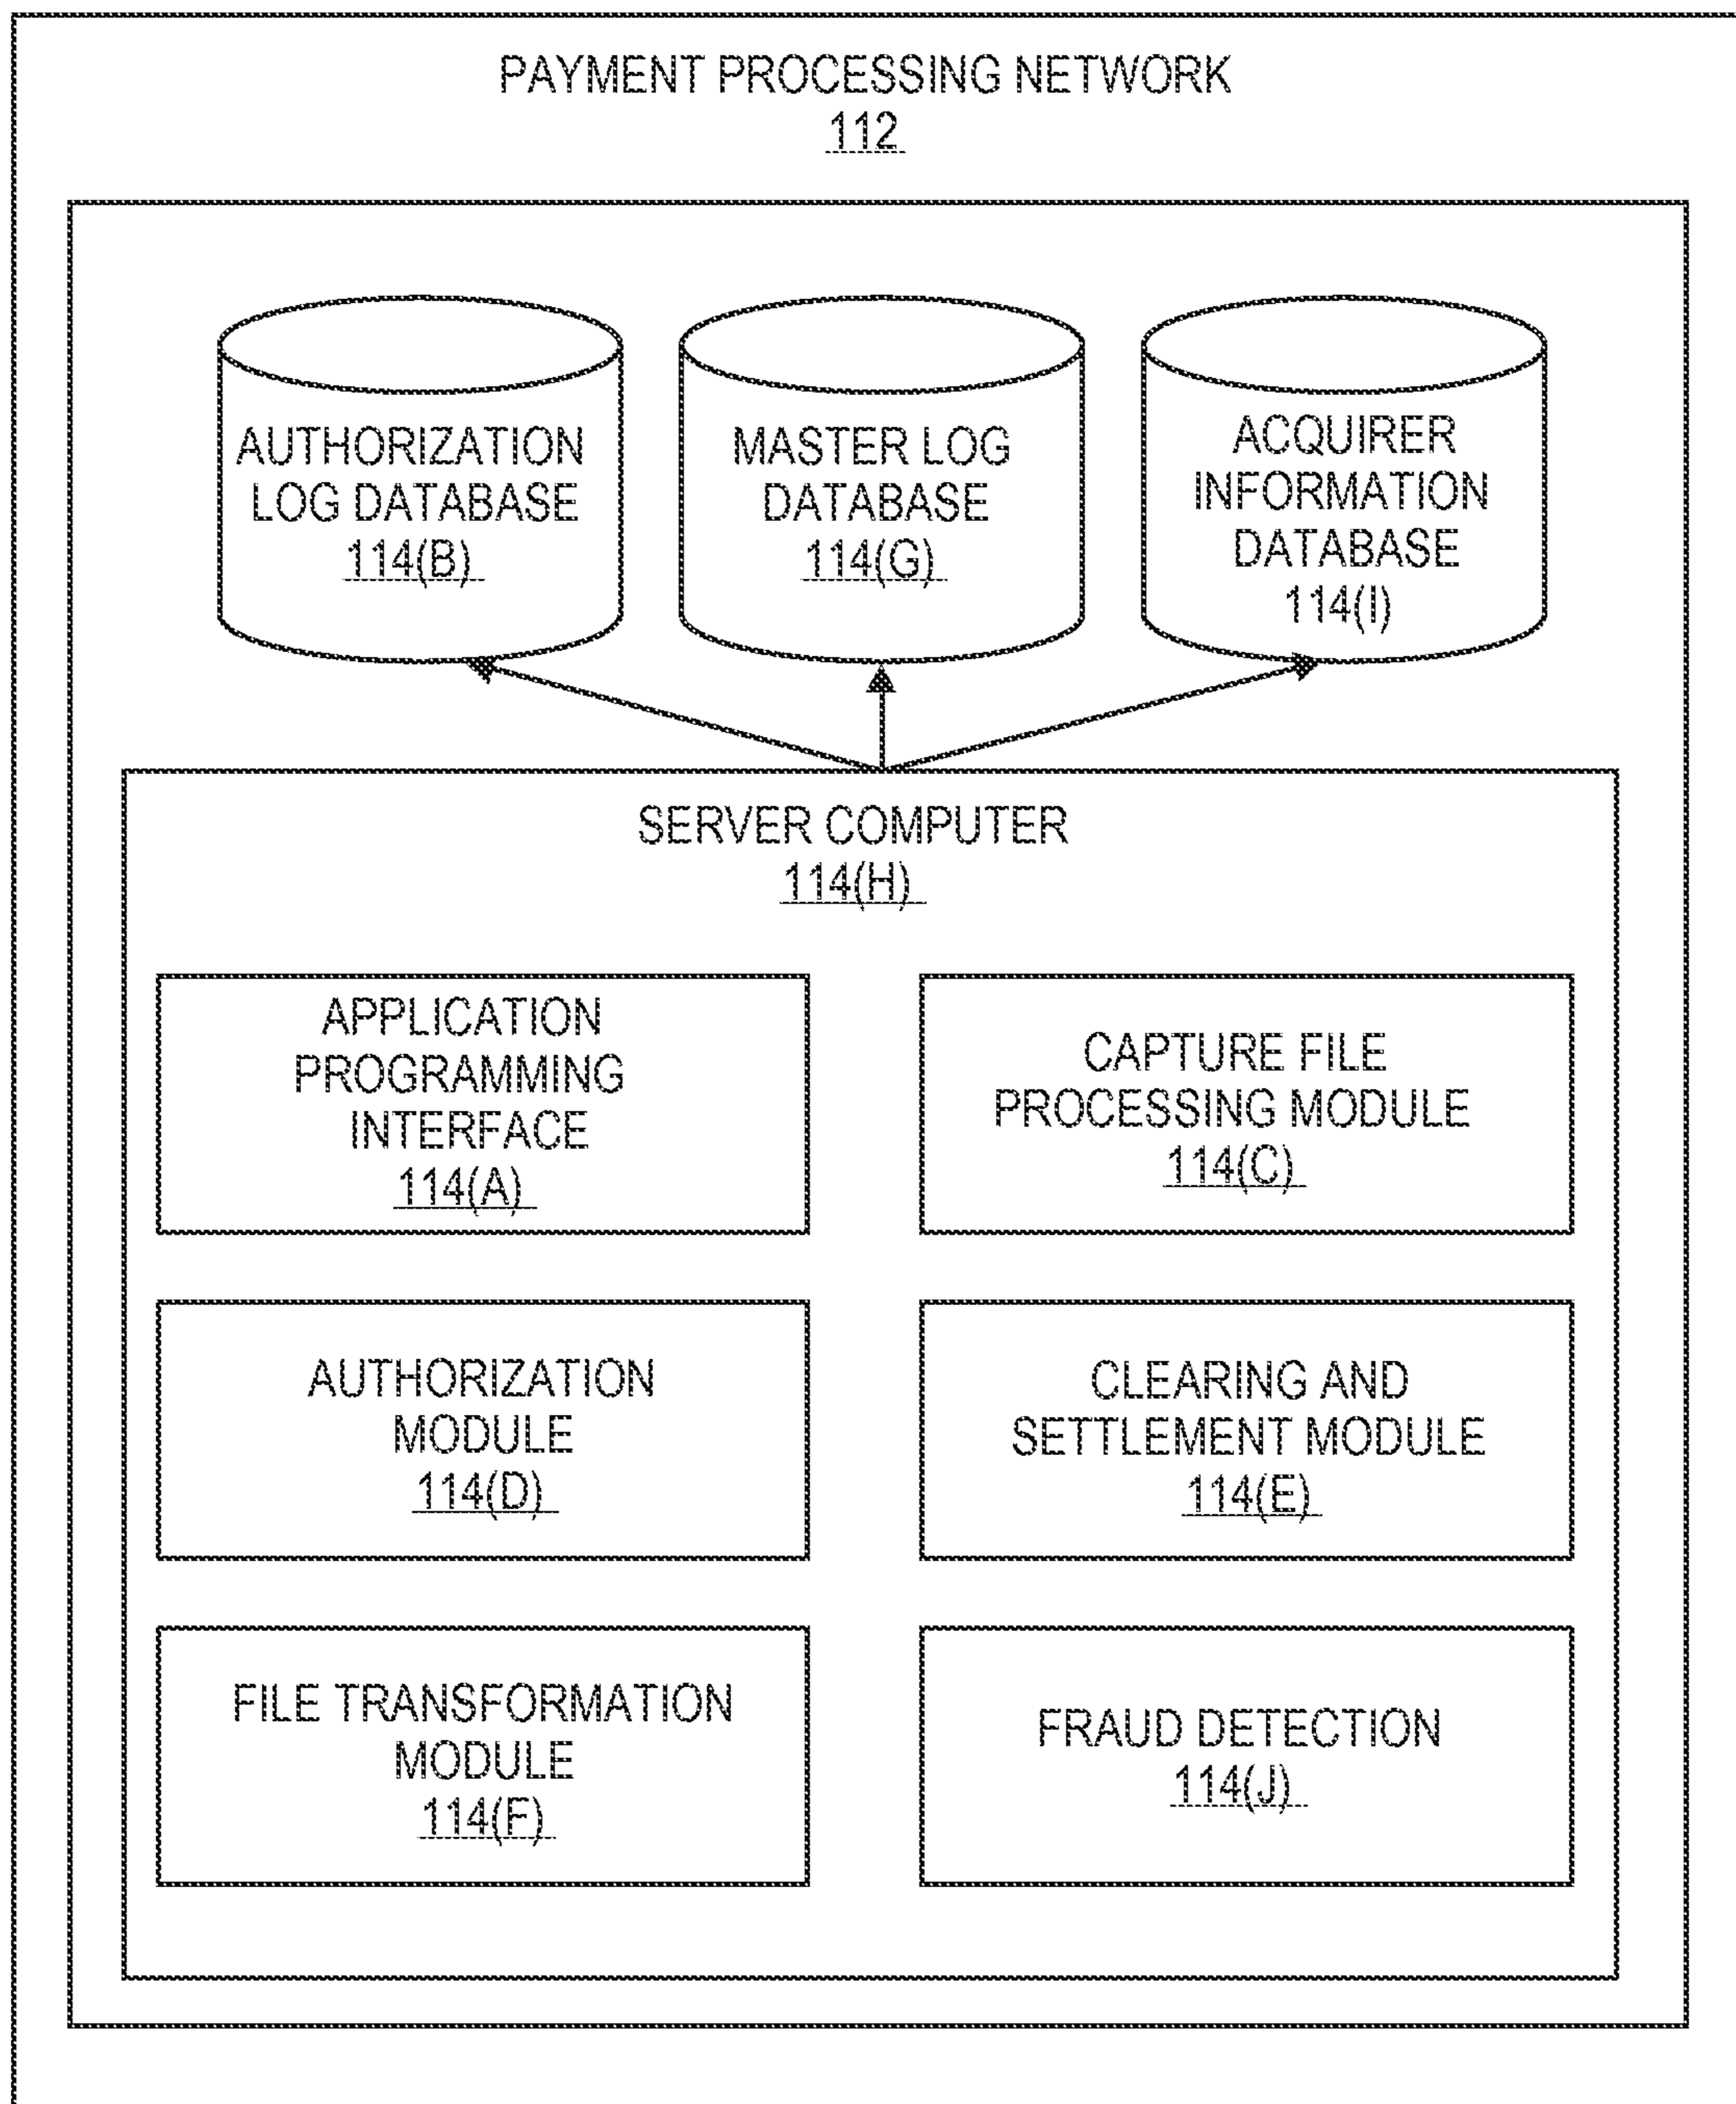 PAYMENT PROCESSING NETWORK
112
AUTHORIZATION
LOG DATABASE
114(B)
MASTER LOG
DATABASE
114(G)
ACQUIRER
INFORMATION
DATABASE
114(I)
SERVER COMPUTER
114(H)
APPLICATION
PROGRAMMING
INTERFACE
114(A)
CAPTURE FILE
PROCESSING MODULE
114(C)
AUTHORIZATION
MODULE
114(D)
CLEARING AND
SETTLEMENT MODULE
114(E)
FILE TRANSFORMATION
MODULE
114(F)
FRAUD DETECTION
114(J)